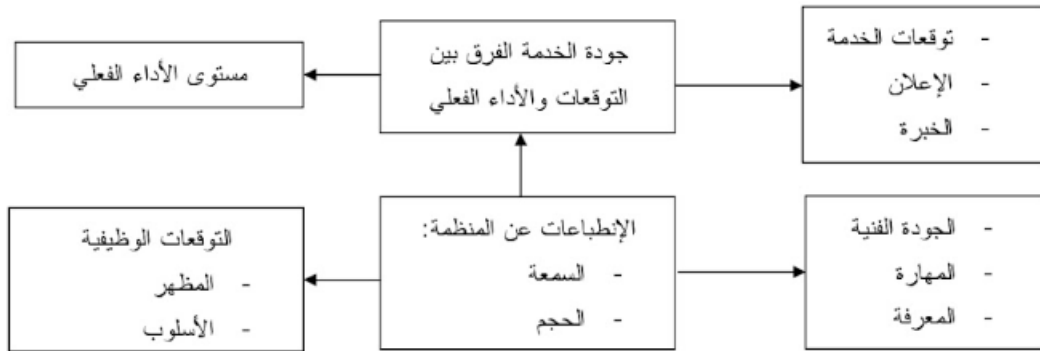 - توقعات الخدمة
- الإعلان
- الخبرة
جودة الخدمة الفرق بين
التوقعات والأداء الفعلي
مستوى الأداء الفعلي
- الجودة الفنية
- المهارة
- المعرفة
الإنطباعات عن المنظمة:
- السمعة
- الحجم
التوقعات الوظيفية
- المظهر
- الأسلوب